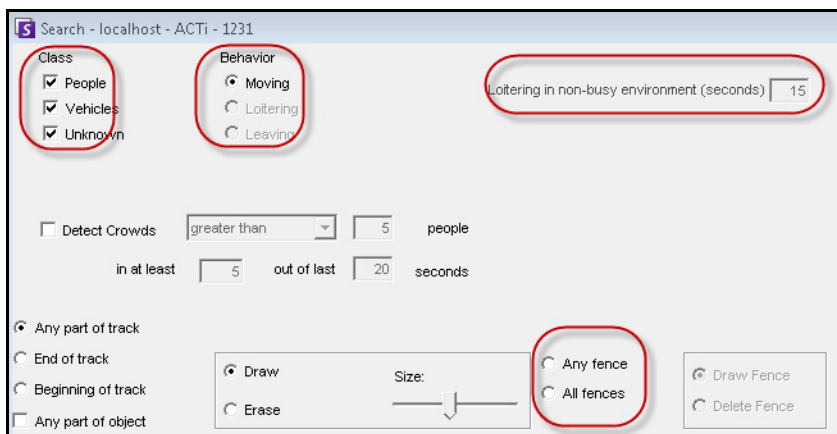 Search - localhost - ACTi - 1231
Class
People
Vehicles
Unknown
Behavior
Moving
Loitering
Leaving
Loitering in non-busy environment (seconds) 15
Detect Crowds greater than 5 people
in at least 5 out of last 20 seconds
Any part of track
End of track
Beginning of track
Any part of object
Draw
Erase
Size:
Any fence
All fences
Draw Fence
Delete Fence